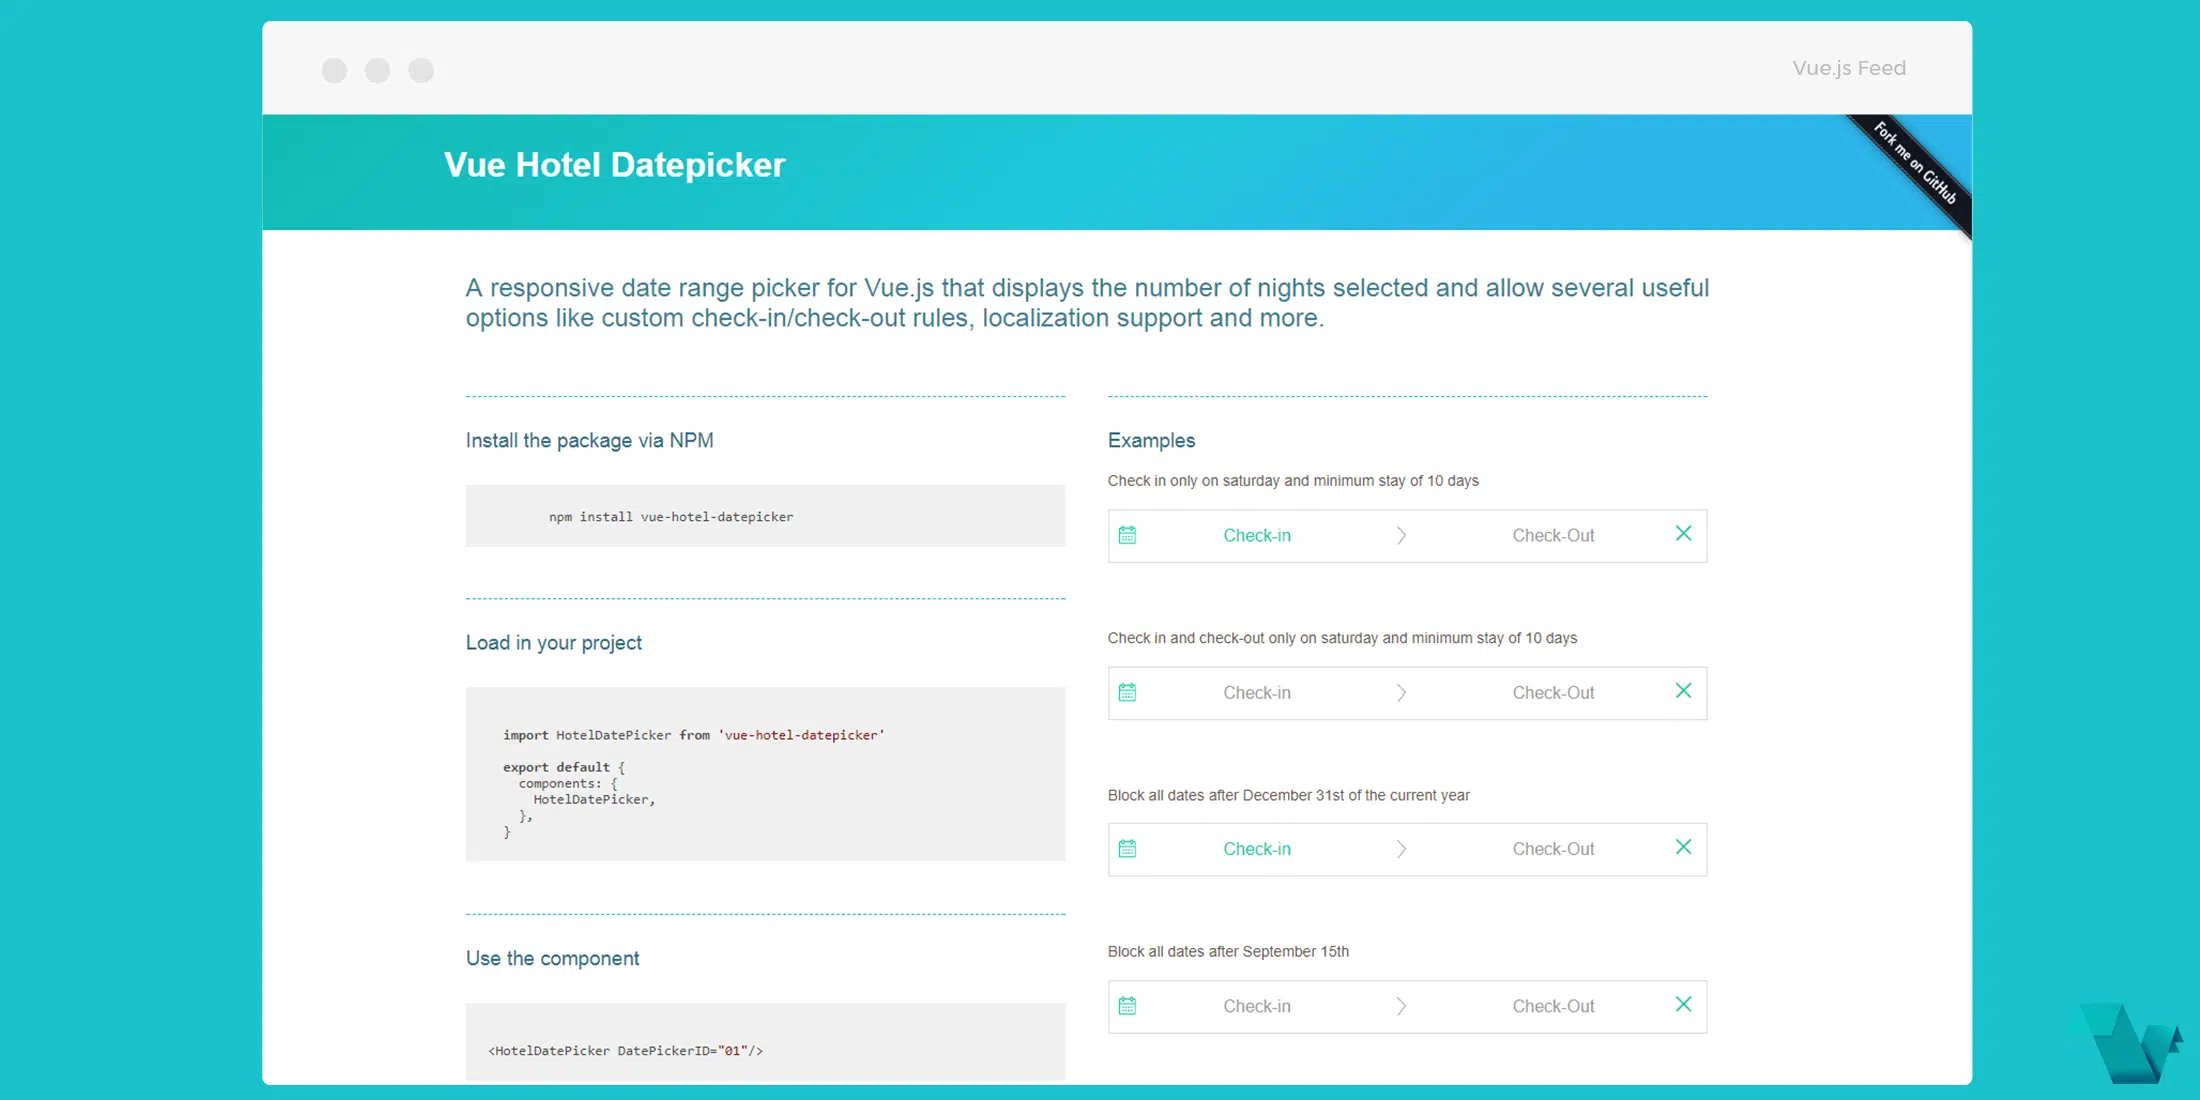 Vue.js Feed
Vue Hotel Datepicker
Fork me on GitHub
A responsive date range picker for Vue.js that displays the number of nights selected and allow several useful
options like custom check-in/check-out rules, localization support and more.
Install the package via NPM
npm install vue-hotel-datepicker
Load in your project
import HotelDatePicker from 'vue-hotel-datepicker'
export default {
components: {
HotelDatePicker,
},
}
Use the component
<HotelDatePicker DatePickerID="01"/>
Examples
Check in only on saturday and minimum stay of 10 days
Check-in Check-Out
Check in and check-out only on saturday and minimum stay of 10 days
Check-in Check-Out
Block all dates after December 31st of the current year
Check-in Check-Out
Block all dates after September 15th
Check-in Check-Out